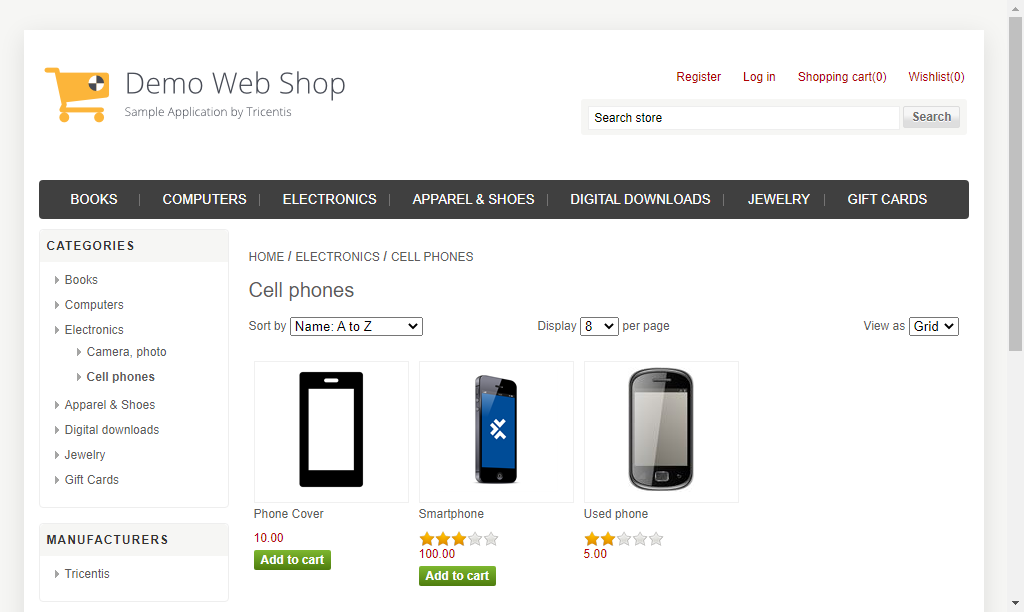 Demo Web Shop
Sample Application by Tricentis
Register Log in Shopping cart(0) Wishlist(0)
Search store Search
BOOKS COMPUTERS ELECTRONICS APPAREL & SHOES DIGITAL DOWNLOADS JEWELRY GIFT CARDS
CATEGORIES
Books
Computers
Electronics
Camera, photo
Cell phones
Apparel & Shoes
Digital downloads
Jewelry
Gift Cards
MANUFACTURERS
Tricentis
HOME / ELECTRONICS / CELL PHONES
Cell phones
Sort by Name: A to Z Display 8 per page View as Grid
Phone Cover
10.00
Add to cart
Smartphone
100.00
Add to cart
Used phone
5.00